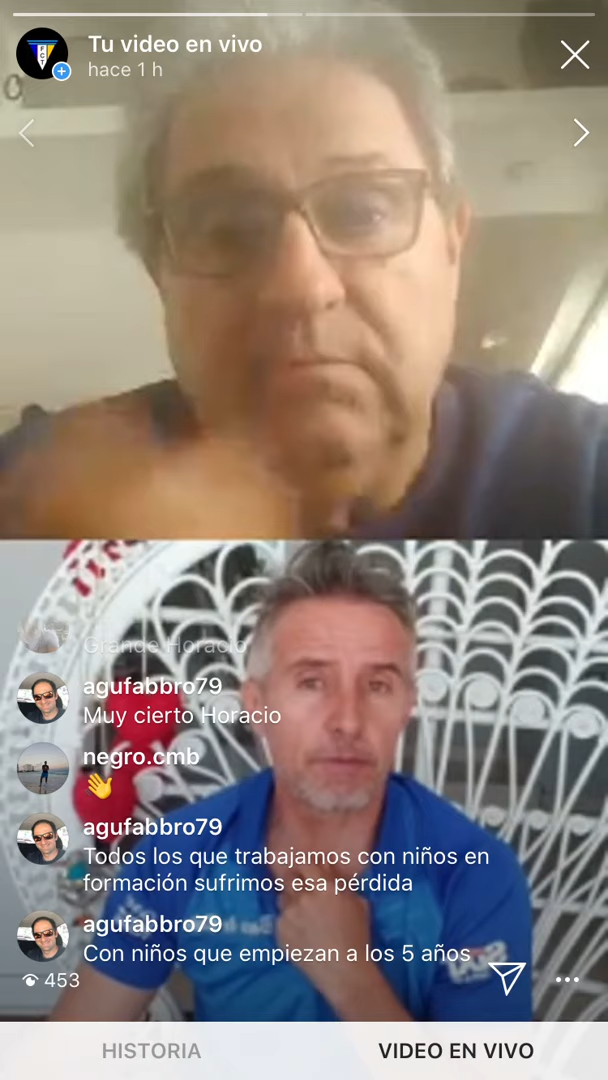 Tu video en vivo
hace 1 h
Grande Horacio
agufabbro79
Muy cierto Horacio
negro.cmb
👋
agufabbro79
Todos los que trabajamos con niños en
formación sufrimos esa pérdida
agufabbro79
Con niños que empiezan a los 5 años
453
HISTORIA
VIDEO EN VIVO